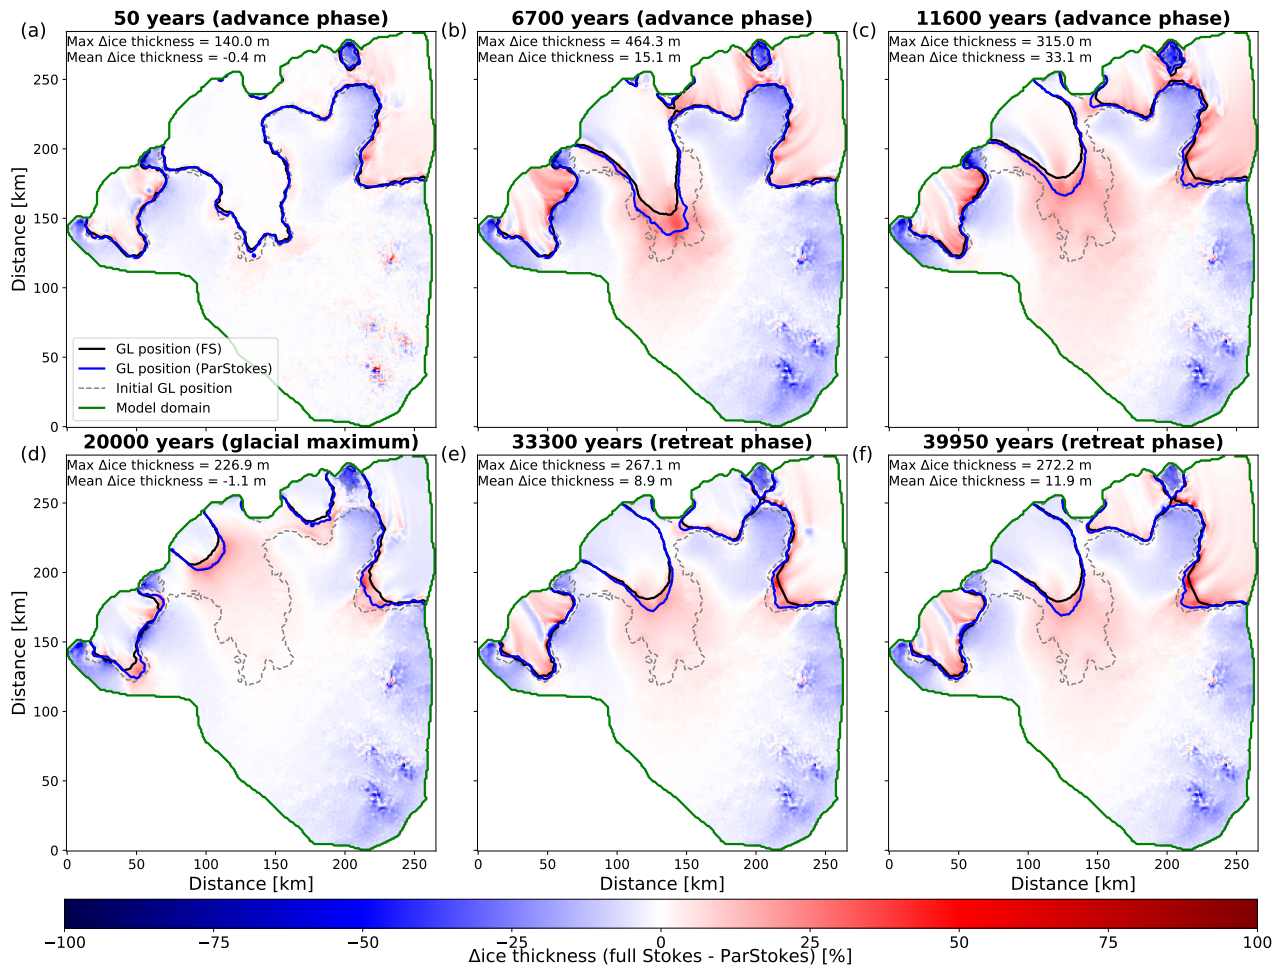 50 years (advance phase)
6700 years (advance phase)
11600 years (advance phase)
(a)
Max Δice thickness = 140.0 m
Mean Δice thickness = -0.4 m
(b)
Max Δice thickness = 464.3 m
Mean Δice thickness = 15.1 m
(c)
Max Δice thickness = 315.0 m
Mean Δice thickness = 33.1 m
250
200
150
100
50
0
Distance [km]
GL position (FS)
GL position (ParStokes)
Initial GL position
Model domain
20000 years (glacial maximum)
33300 years (retreat phase)
39950 years (retreat phase)
(d)
Max Δice thickness = 226.9 m
Mean Δice thickness = -1.1 m
(e)
Max Δice thickness = 267.1 m
Mean Δice thickness = 8.9 m
(f)
Max Δice thickness = 272.2 m
Mean Δice thickness = 11.9 m
250
200
150
100
50
0
Distance [km]
0 50 100 150 200 250
0 50 100 150 200 250
0 50 100 150 200 250
Distance [km]
Distance [km]
Distance [km]
−100 −75 −50 −25 0 25 50 75 100
Δice thickness (full Stokes - ParStokes) [%]